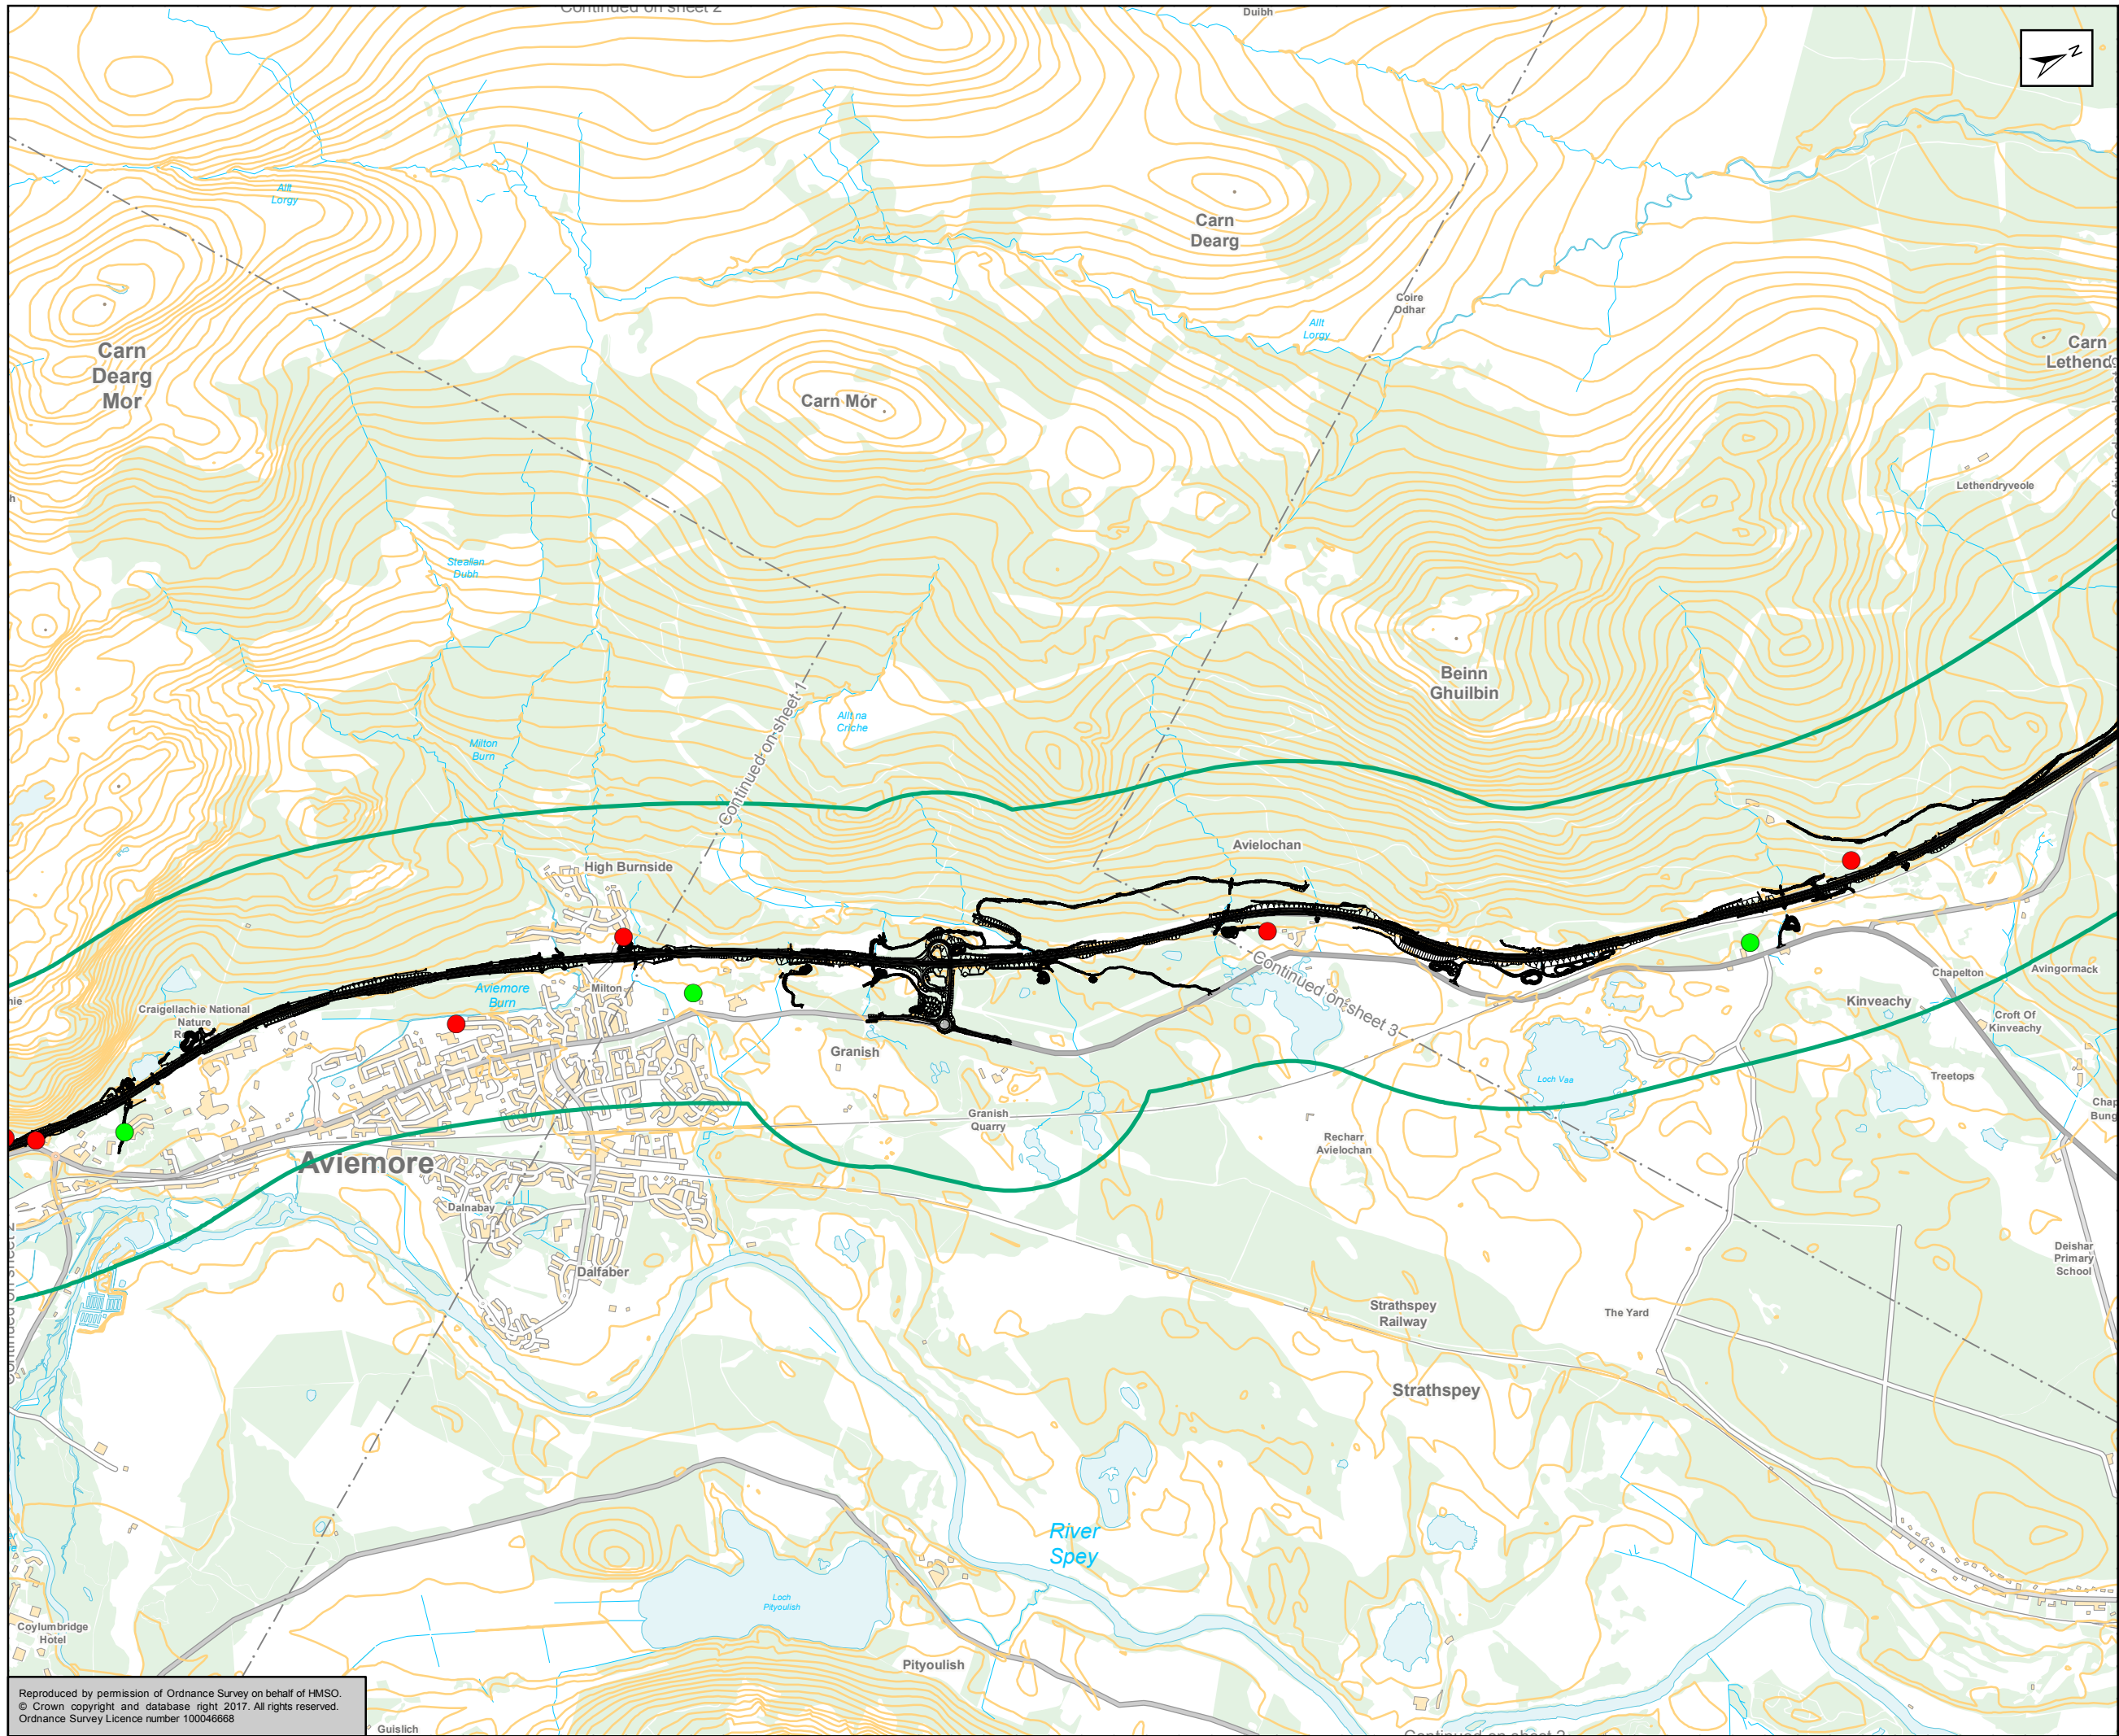 Continued on sheet 2
Duibh
N
Allt
Lorgy
Carn
Dearg
Coire
Odhar
Allt
Lorgy
Carn
Dearg
Mor
Carn
Carn Mór
Lethendryveole
Steallan
Dubh
Beinn
Ghuilbin
Continued on sheet 1
Allt na
Criche
Milton
Burn
Avielochan
High Burnside
Continued on sheet 3
Chapelton
Avingormack
Aviemore
Burn
Milton
Kinveachy
Craigellachie National
Nature
Croft Of
Kinveachy
Granish
Loch Vaa
Treetops
Granish
Quarry
Recharr
Avielochan
Aviemore
Dalnabay
Deishar
Primary
School
Dalfaber
Strathspey
Railway
The Yard
Strathspey
River
Spey
Loch
Pityoulish
Coylumbridge
Hotel
Pityoulish
Reproduced by permission of Ordnance Survey on behalf of HMSO.
© Crown copyright and database right 2017. All rights reserved.
Ordnance Survey Licence number 100046668
Guislich
Continued on sheet 2